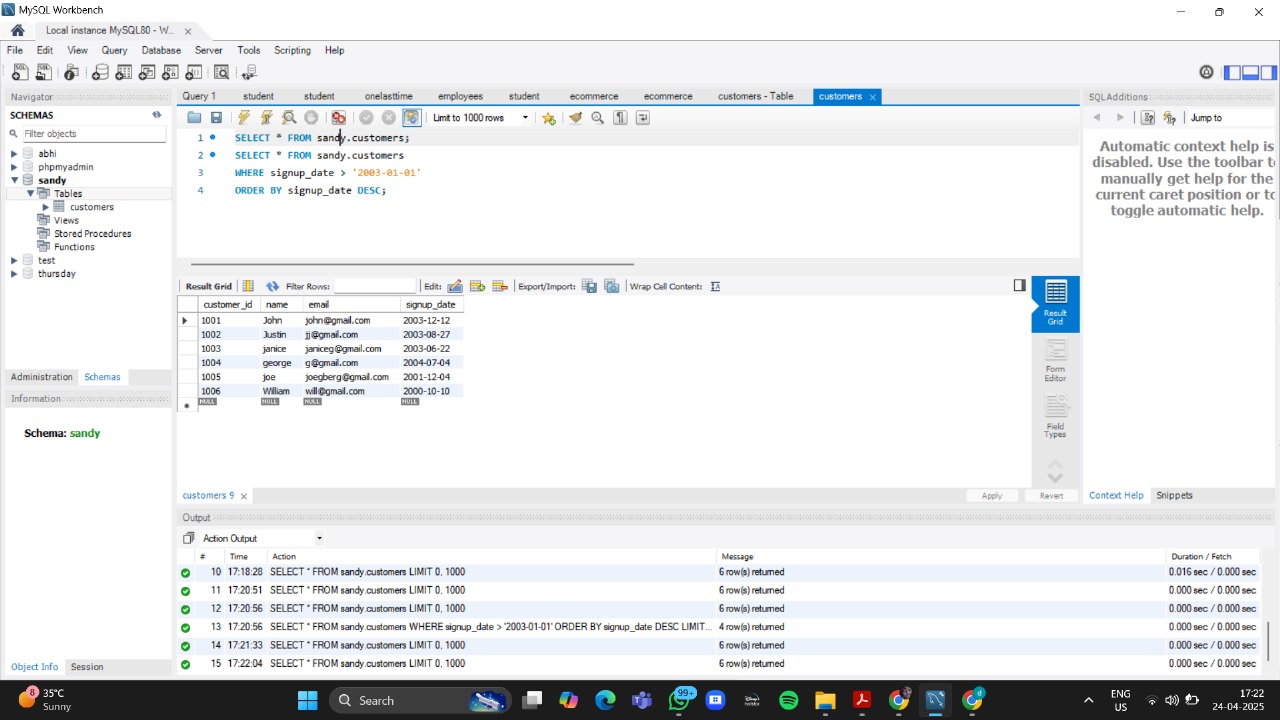 MySQL Workbench
Local instance MySQL80 - W...
File Edit View Query Database Server Tools Scripting Help
Navigator
SCHEMAS
Filter objects
abhi
phpmyadmin
sandy
Tables
customers
Views
Stored Procedures
Functions
test
thursday
Administration Schemas
Information
Schema: sandy
Object Info Session
Query 1 student student onelasttime employees student ecommerce ecommerce customers - Table customers
Limit to 1000 rows
1 SELECT * FROM sandy.customers;
2 SELECT * FROM sandy.customers
3 WHERE signup_date > '2003-01-01'
4 ORDER BY signup_date DESC;
Result Grid Filter Rows: Edit: Export/Import: Wrap Cell Content:
customer_id name email signup_date
1001 John john@gmail.com 2003-12-12
1002 Justin jj@gmail.com 2003-08-27
1003 janice janiceg@gmail.com 2003-06-22
1004 george g@gmail.com 2004-07-04
1005 joe joegberg@gmail.com 2001-12-04
1006 William will@gmail.com 2000-10-10
NULL NULL NULL NULL
Result
Grid
Form
Editor
Field
Types
customers 9 Apply Revert
SQLAdditions
Jump to
Automatic context help is
disabled. Use the toolbar to
manually get help for the
current caret position or to
toggle automatic help.
Context Help Snippets
Output
Action Output
# Time Action Message Duration / Fetch
10 17:18:28 SELECT * FROM sandy.customers LIMIT 0, 1000 6 row(s) returned 0.016 sec / 0.000 sec
11 17:20:51 SELECT * FROM sandy.customers LIMIT 0, 1000 6 row(s) returned 0.000 sec / 0.000 sec
12 17:20:56 SELECT * FROM sandy.customers LIMIT 0, 1000 6 row(s) returned 0.000 sec / 0.000 sec
13 17:20:56 SELECT * FROM sandy.customers WHERE signup_date > '2003-01-01' ORDER BY signup_date DESC LIMIT... 4 row(s) returned 0.000 sec / 0.000 sec
14 17:21:33 SELECT * FROM sandy.customers LIMIT 0, 1000 6 row(s) returned 0.000 sec / 0.000 sec
15 17:22:04 SELECT * FROM sandy.customers LIMIT 0, 1000 6 row(s) returned 0.000 sec / 0.000 sec
8
35°C
Sunny
Search
99+
ENG
US
17:22
24-04-2025